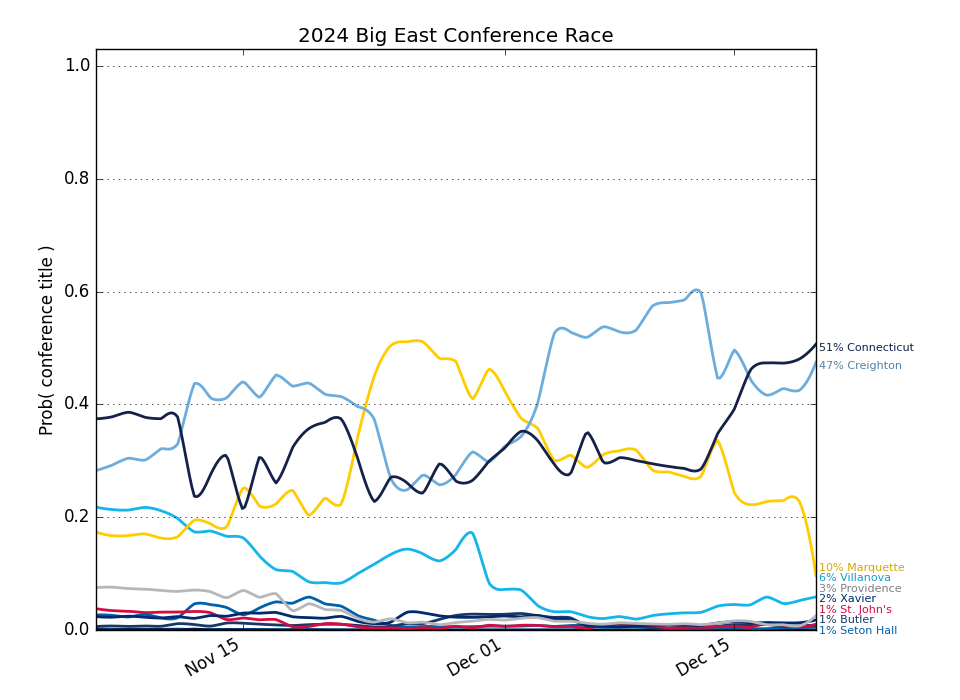 2024 Big East Conference Race
Prob( conference title )
1.0
0.8
0.6
0.4
0.2
0.0
Nov 15
Dec 01
Dec 15
51% Connecticut
47% Creighton
10% Marquette
6% Villanova
3% Providence
2% Xavier
1% St. John's
1% Butler
1% Seton Hall